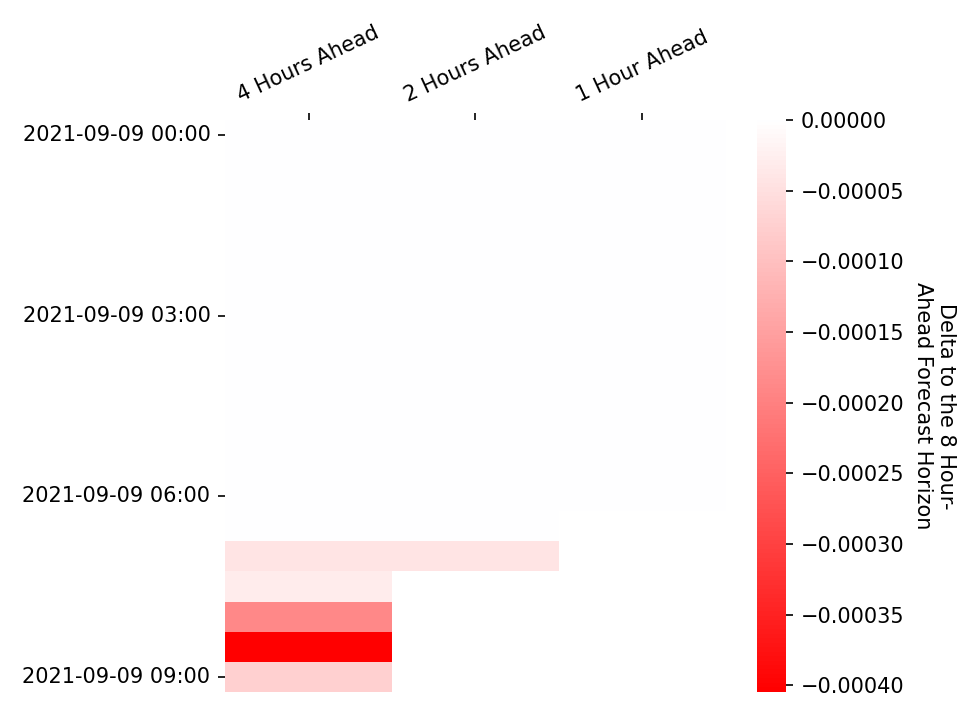 4 Hours Ahead
2 Hours Ahead
1 Hour Ahead
2021-09-09 00:00
2021-09-09 03:00
2021-09-09 06:00
2021-09-09 09:00
0.00000
−0.00005
−0.00010
−0.00015
−0.00020
−0.00025
−0.00030
−0.00035
−0.00040
Delta to the 8 Hour-
Ahead Forecast Horizon